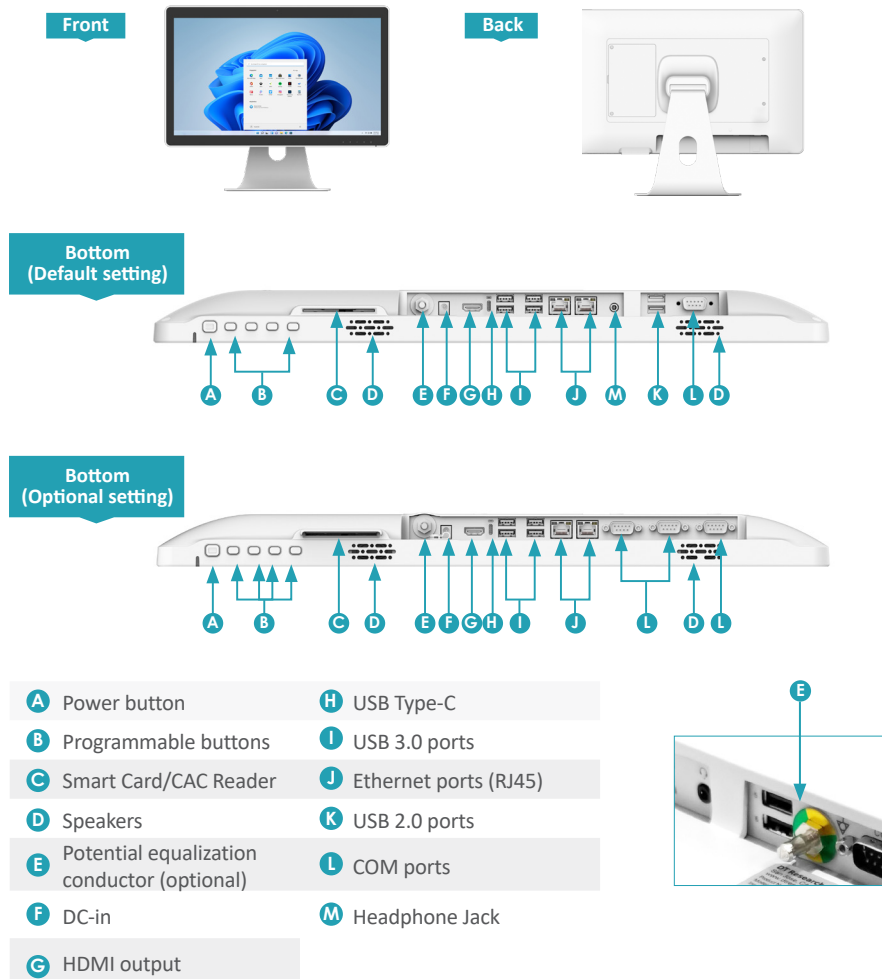 Front
Back
Bottom
(Default setting)
A
B
C
D
E
F
G
H
I
J
M
K
L
D
Bottom
(Optional setting)
A
B
C
D
E
F
G
H
I
J
L
D
L
A Power button
B Programmable buttons
C Smart Card/CAC Reader
D Speakers
E Potential equalization
conductor (optional)
F DC-in
G HDMI output
H USB Type-C
I USB 3.0 ports
J Ethernet ports (RJ45)
K USB 2.0 ports
L COM ports
M Headphone Jack
E